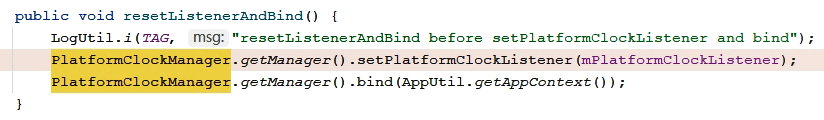 public void resetListenerAndBind() {
    LogUtil.i(TAG, msg: "resetListenerAndBind before setPlatformClockListener and bind");
    PlatformClockManager.getManager().setPlatformClockListener(mPlatformClockListener);
    PlatformClockManager.getManager().bind(AppUtil.getAppContext());
}